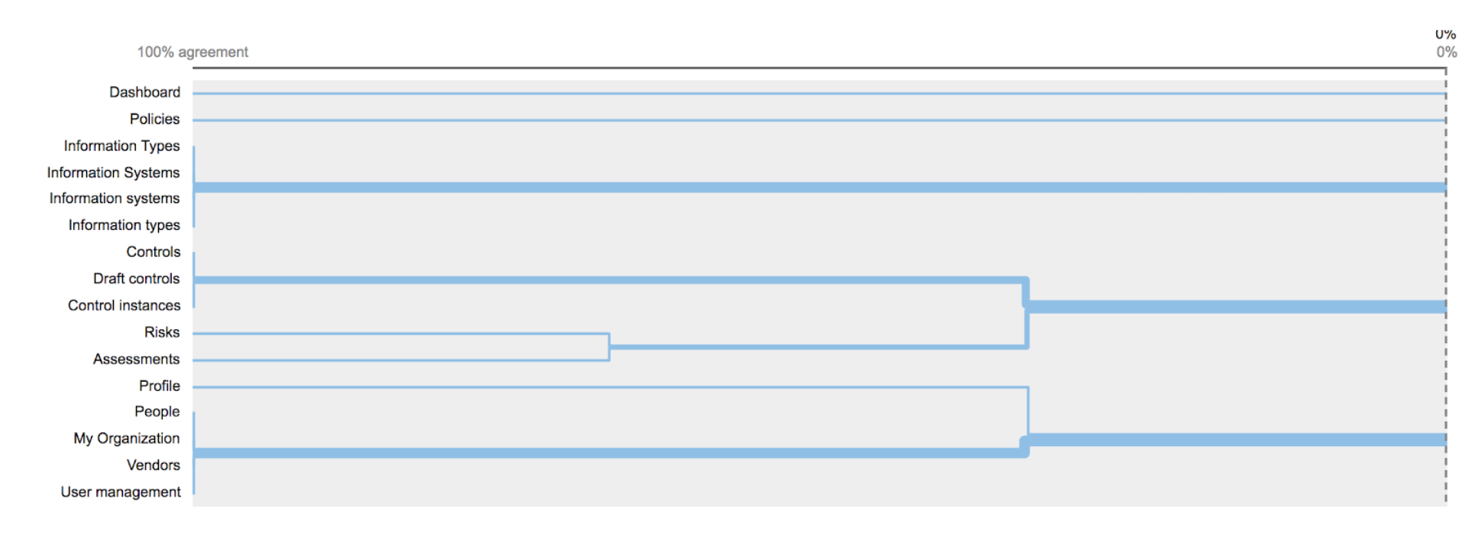 0%
100% agreement 0%
Dashboard
Policies
Information Types
Information Systems
Information systems
Information types
Controls
Draft controls
Control instances
Risks
Assessments
Profile
People
My Organization
Vendors
User management